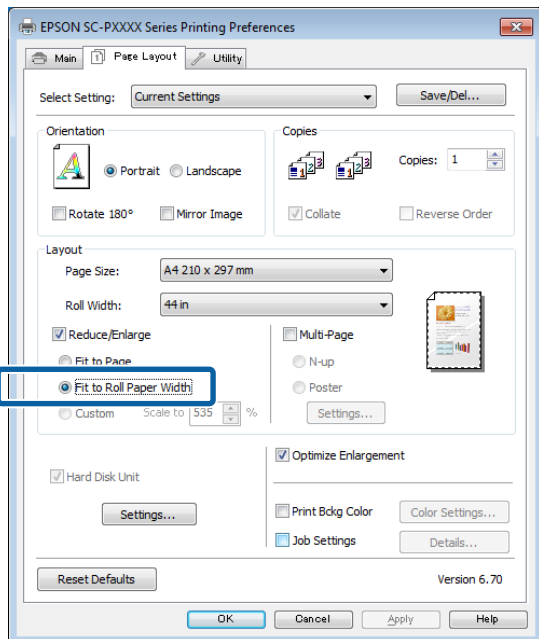 EPSON SC-PXXXX Series Printing Preferences
Main Page Layout Utility
Select Setting: Current Settings Save/Del...
Orientation
Portrait Landscape
Rotate 180° Mirror Image
Copies
Copies: 1
Collate Reverse Order
Layout
Page Size: A4 210 x 297 mm
Roll Width: 44 in
Reduce/Enlarge
Fit to Page
Fit to Roll Paper Width
Custom Scale to 535 %
Multi-Page
N-up
Poster
Settings...
Optimize Enlargement
Hard Disk Unit
Settings...
Print Bckg Color Color Settings...
Job Settings Details...
Reset Defaults Version 6.70
OK Cancel Apply Help